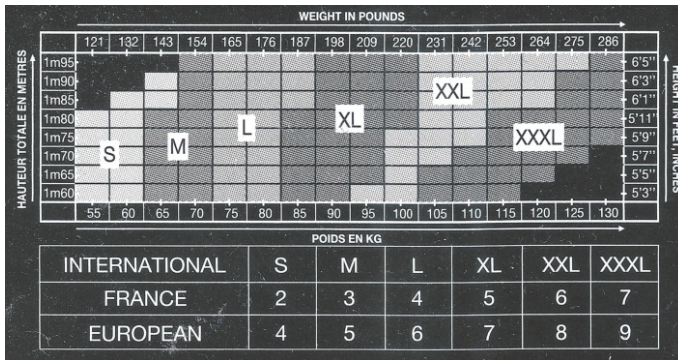 WEIGHT IN POUNDS
121 132 143 154 165 176 187 198 209 220 231 242 253 264 275 286
HAUTEUR TOTALE EN METRES
HEIGHT IN FEET, INCHES
1m95 6'5''
1m90 6'3''
1m85 6'1''
1m80 5'11''
1m75 5'9''
1m70 5'7''
1m65 5'5''
1m60 5'3''
S M L XL XXL XXXL
55 60 65 70 75 80 85 90 95 100 105 110 115 120 125 130
POIDS EN KG
INTERNATIONAL S M L XL XXL XXXL
FRANCE 2 3 4 5 6 7
EUROPEAN 4 5 6 7 8 9